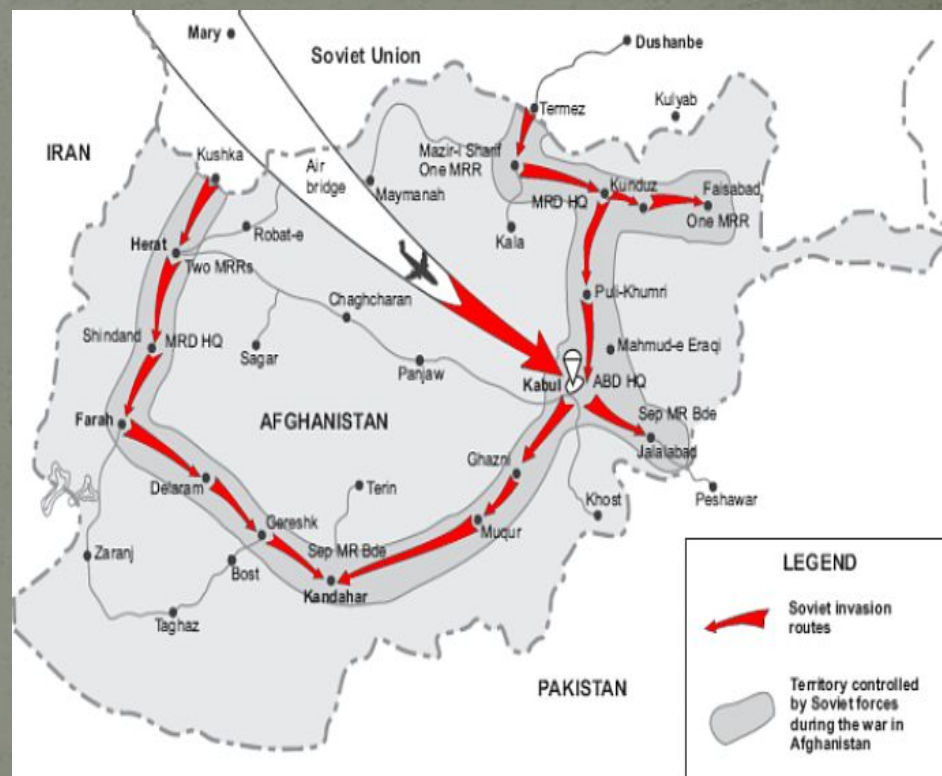 Mary
Soviet Union
Dushanbe
Termez
Kulyab
IRAN
Kushka
Air
bridge
Mazir-i Sharif
One MRR
Maymanah
MRD HQ
Kunduz
Faisabad
One MRR
Herat
Two MRRs
Robat-e
Kala
Chaghcharan
Puli-Khumri
Shindand
MRD HQ
Sagar
Panjaw
Mahmud-e Eraqi
Kabul
ABD HQ
Farah
AFGHANISTAN
Sep MR Bde
Jalalabad
Ghazni
Delaram
Terin
Peshawar
Khost
Gereshk
Muqur
Zaranj
Bost
Sep MR Bde
Kandahar
Taghaz
PAKISTAN
LEGEND
Soviet invasion
routes
Territory controlled
by Soviet forces
during the war in
Afghanistan